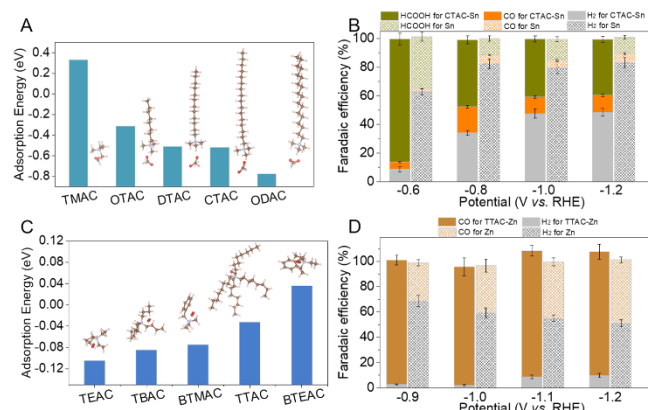 A
Adsorption Energy (eV)
0.4
0.2
0.0
-0.2
-0.4
-0.6
-0.8
TMAC OTAC DTAC CTAC ODAC
B
HCOOH for CTAC-Sn CO for CTAC-Sn H₂ for CTAC-Sn
HCOOH for Sn CO for Sn H₂ for Sn
Faradaic efficiency (%)
100
80
60
40
20
0
-0.6 -0.8 -1.0 -1.2
Potential (V vs. RHE)
C
Adsorption Energy (eV)
0.12
0.08
0.04
0.00
-0.04
-0.08
-0.12
TEAC TBAC BTMAC TTAC BTEAC
D
CO for TTAC-Zn H₂ for TTAC-Zn
CO for Zn H₂ for Zn
Faradaic efficiency (%)
100
80
60
40
20
0
-0.9 -1.0 -1.1 -1.2
Potential (V vs. RHE)